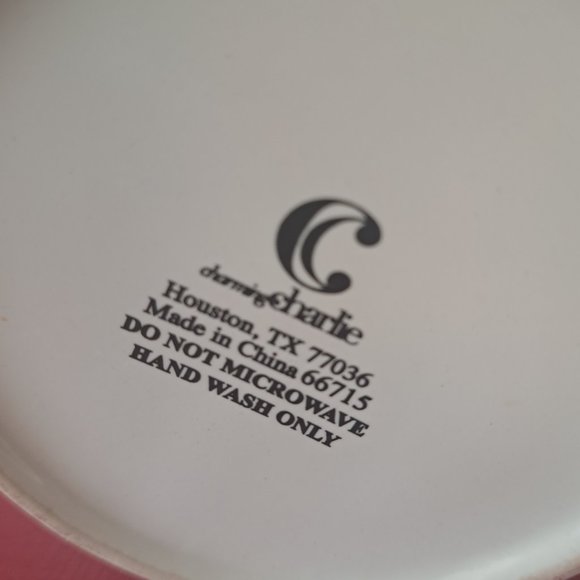 C
charming charlie
Houston, TX 77036
Made in China 66715
DO NOT MICROWAVE
HAND WASH ONLY